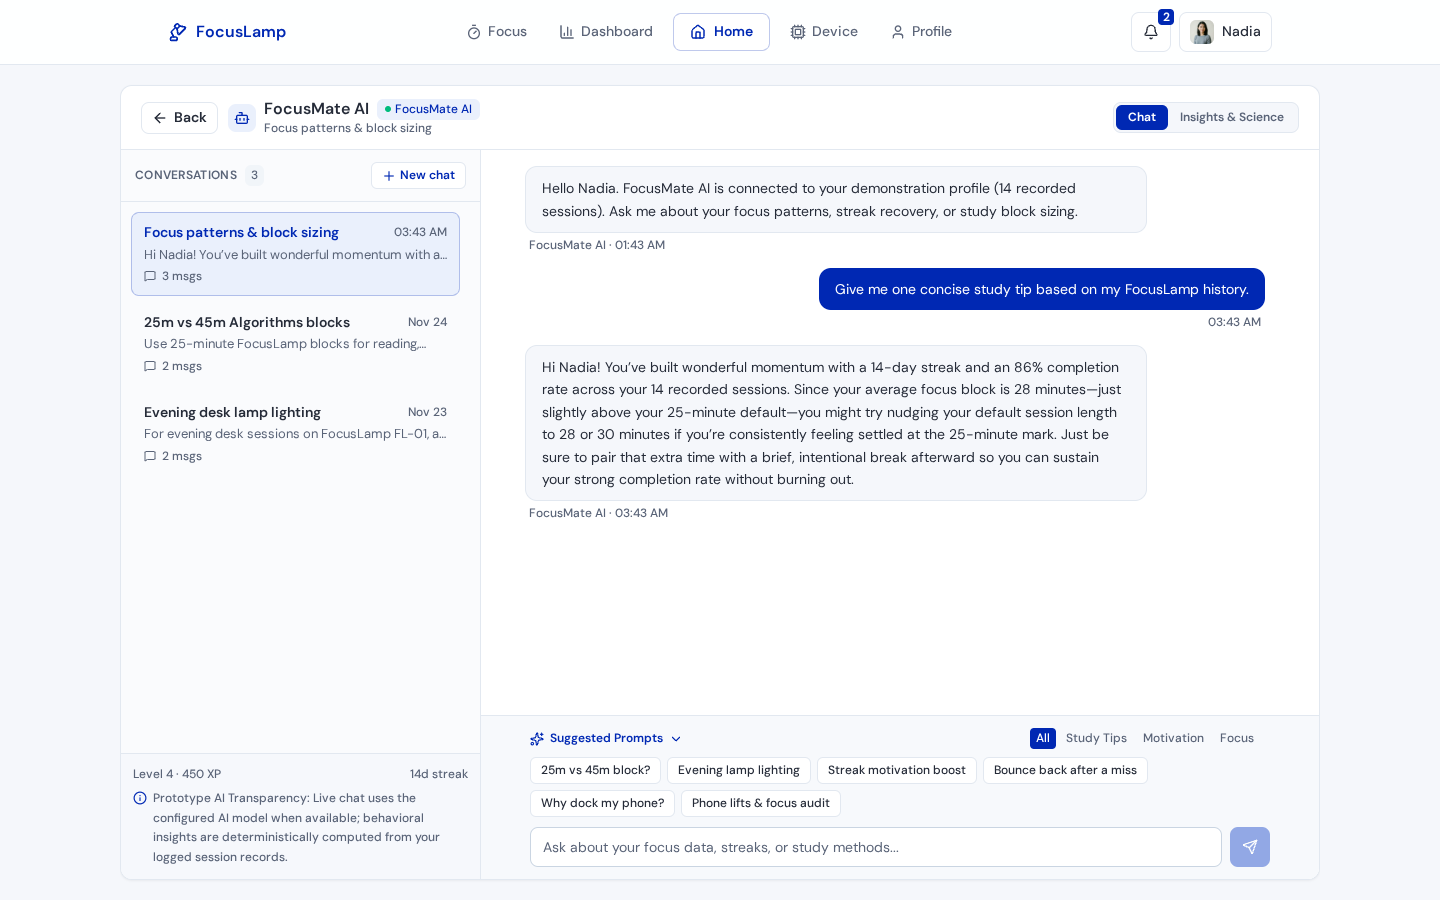 FocusLamp
Focus
Dashboard
Home
Device
Profile
2
Nadia
Back
FocusMate AI
FocusMate AI
Focus patterns & block sizing
Chat
Insights & Science
CONVERSATIONS 3
New chat
Focus patterns & block sizing 03:43 AM
Hi Nadia! You've built wonderful momentum with a...
3 msgs
25m vs 45m Algorithms blocks Nov 24
Use 25-minute FocusLamp blocks for reading,...
2 msgs
Evening desk lamp lighting Nov 23
For evening desk sessions on FocusLamp FL-01, a...
2 msgs
Level 4 · 450 XP 14d streak
Prototype AI Transparency: Live chat uses the
configured AI model when available; behavioral
insights are deterministically computed from your
logged session records.
Hello Nadia. FocusMate AI is connected to your demonstration profile (14 recorded
sessions). Ask me about your focus patterns, streak recovery, or study block sizing.
FocusMate AI · 01:43 AM
Give me one concise study tip based on my FocusLamp history.
03:43 AM
Hi Nadia! You've built wonderful momentum with a 14-day streak and an 86% completion
rate across your 14 recorded sessions. Since your average focus block is 28 minutes—just
slightly above your 25-minute default—you might try nudging your default session length
to 28 or 30 minutes if you're consistently feeling settled at the 25-minute mark. Just be
sure to pair that extra time with a brief, intentional break afterward so you can sustain
your strong completion rate without burning out.
FocusMate AI · 03:43 AM
Suggested Prompts
All
Study Tips
Motivation
Focus
25m vs 45m block?
Evening lamp lighting
Streak motivation boost
Bounce back after a miss
Why dock my phone?
Phone lifts & focus audit
Ask about your focus data, streaks, or study methods...